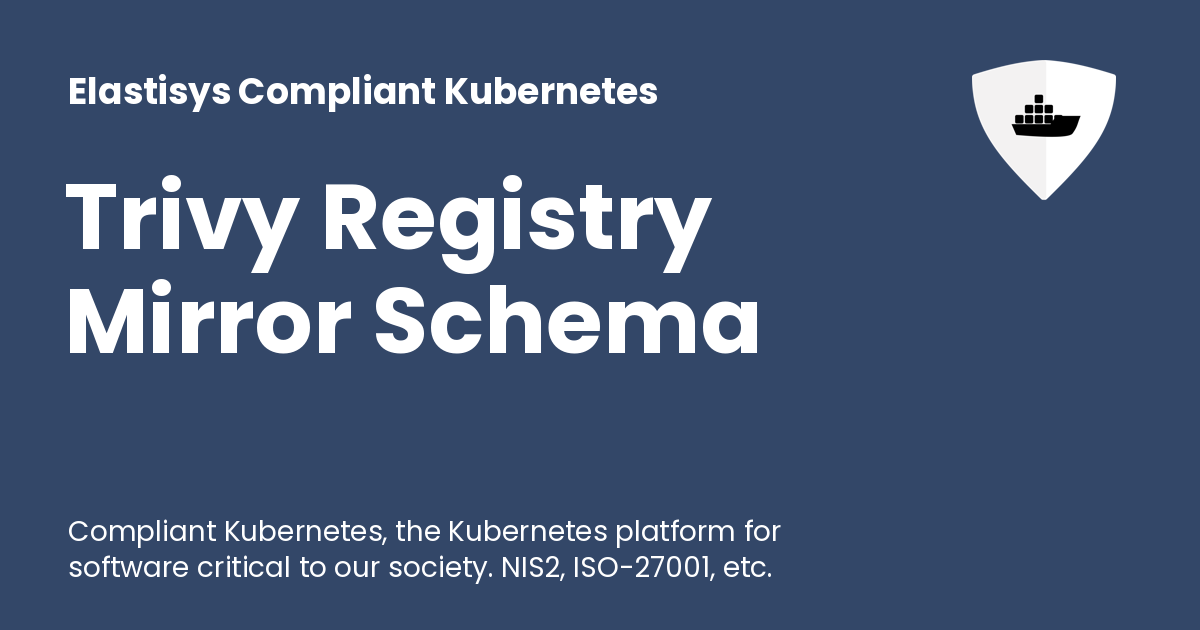 Elastisys Compliant Kubernetes
Trivy Registry
Mirror Schema
Compliant Kubernetes, the Kubernetes platform for
software critical to our society. NIS2, ISO-27001, etc.